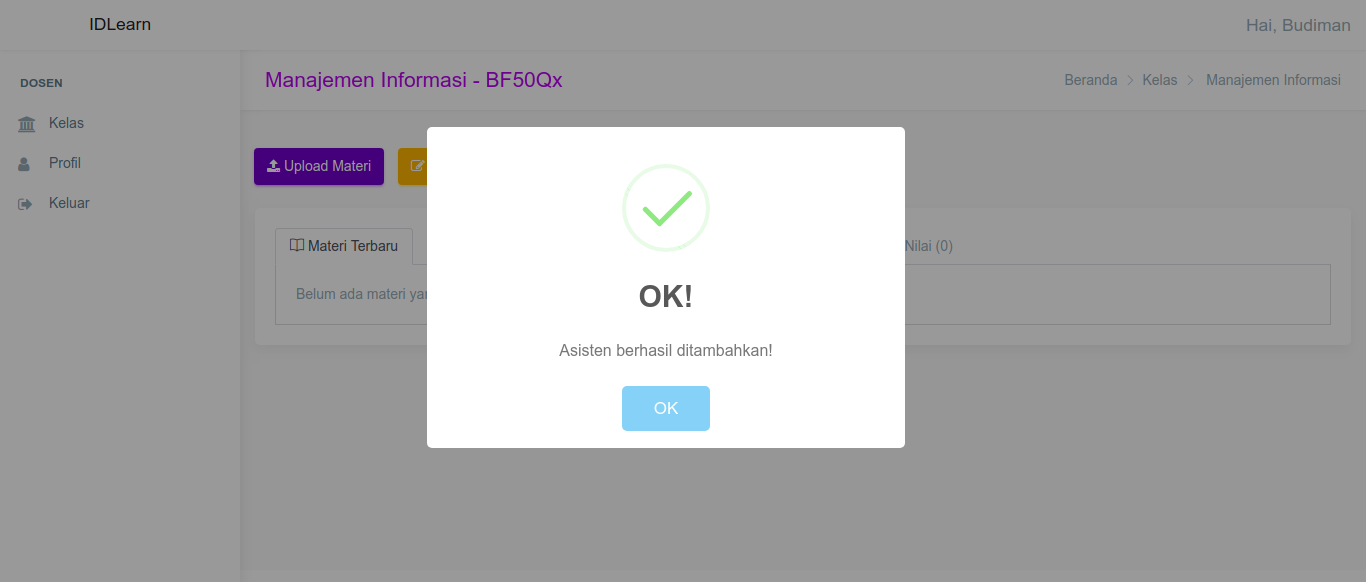 IDLearn
Hai, Budiman
DOSEN
Kelas
Profil
Keluar
Manajemen Informasi - BF50Qx
Beranda
Kelas
Manajemen Informasi
Upload Materi
Materi Terbaru
Nilai (0)
Belum ada materi
OK!
Asisten berhasil ditambahkan!
OK